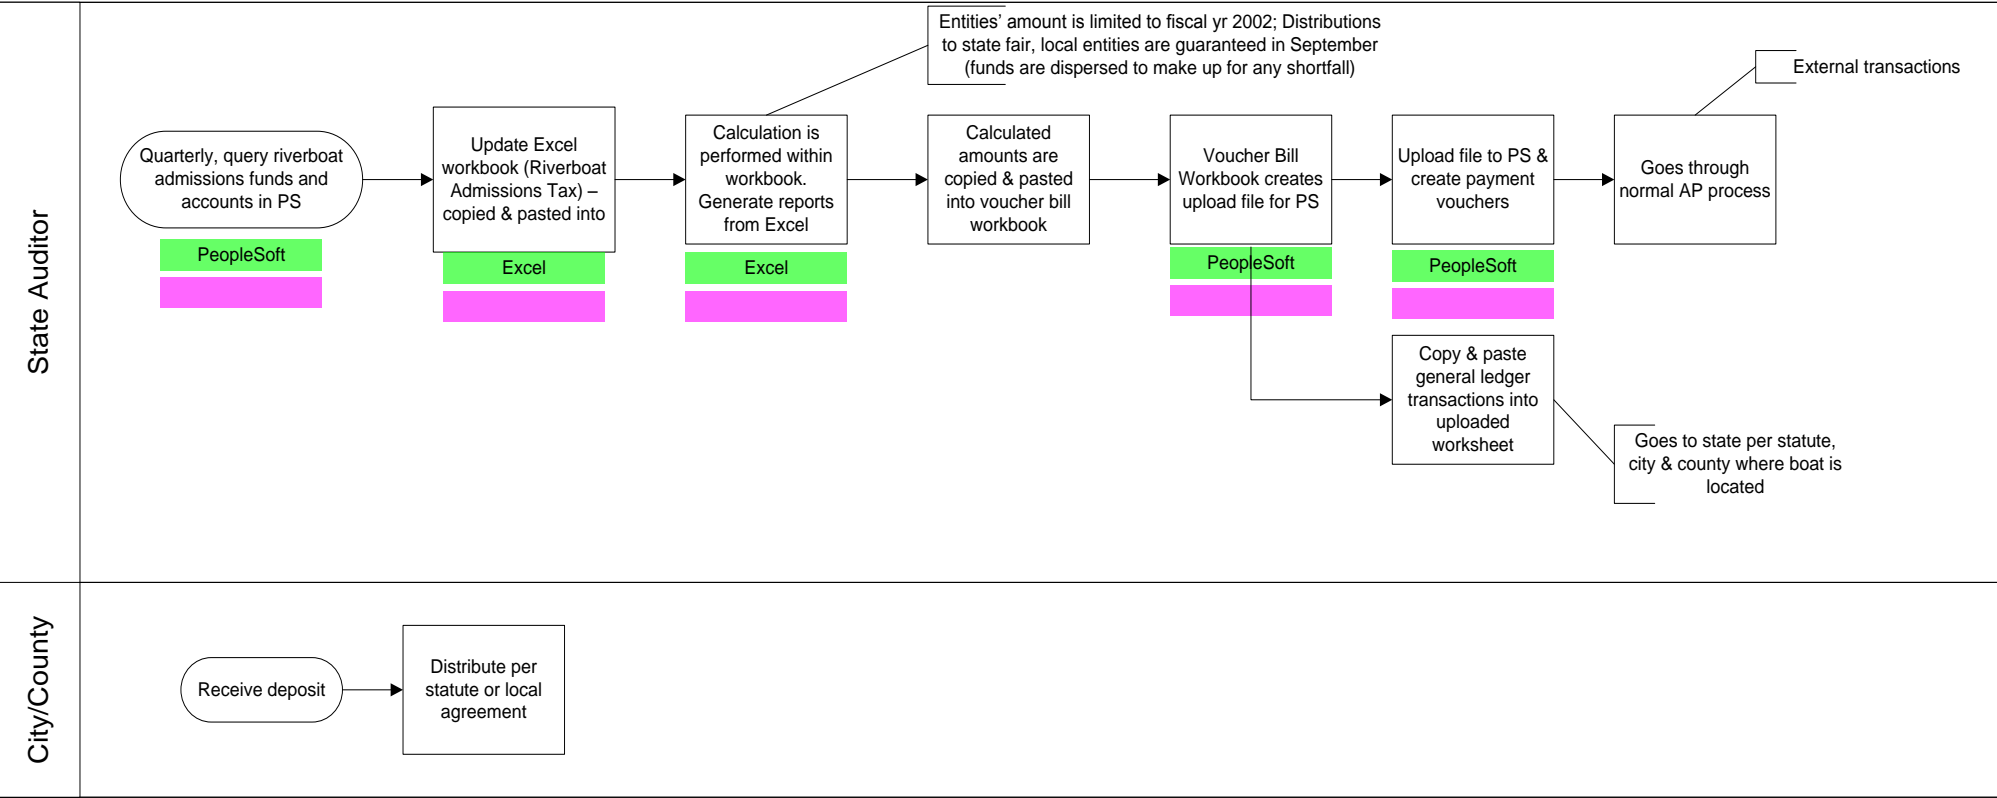 State Auditor
Entities’ amount is limited to fiscal yr 2002; Distributions
to state fair, local entities are guaranteed in September
(funds are dispersed to make up for any shortfall)
External transactions
Quarterly, query riverboat
admissions funds and
accounts in PS
PeopleSoft
Update Excel
workbook (Riverboat
Admissions Tax) –
copied & pasted into
Excel
Calculation is
performed within
workbook.
Generate reports
from Excel
Excel
Calculated
amounts are
copied & pasted
into voucher bill
workbook
Voucher Bill
Workbook creates
upload file for PS
PeopleSoft
Upload file to PS &
create payment
vouchers
PeopleSoft
Goes through
normal AP process
Copy & paste
general ledger
transactions into
uploaded
worksheet
Goes to state per statute,
city & county where boat is
located
City/County
Receive deposit
Distribute per
statute or local
agreement